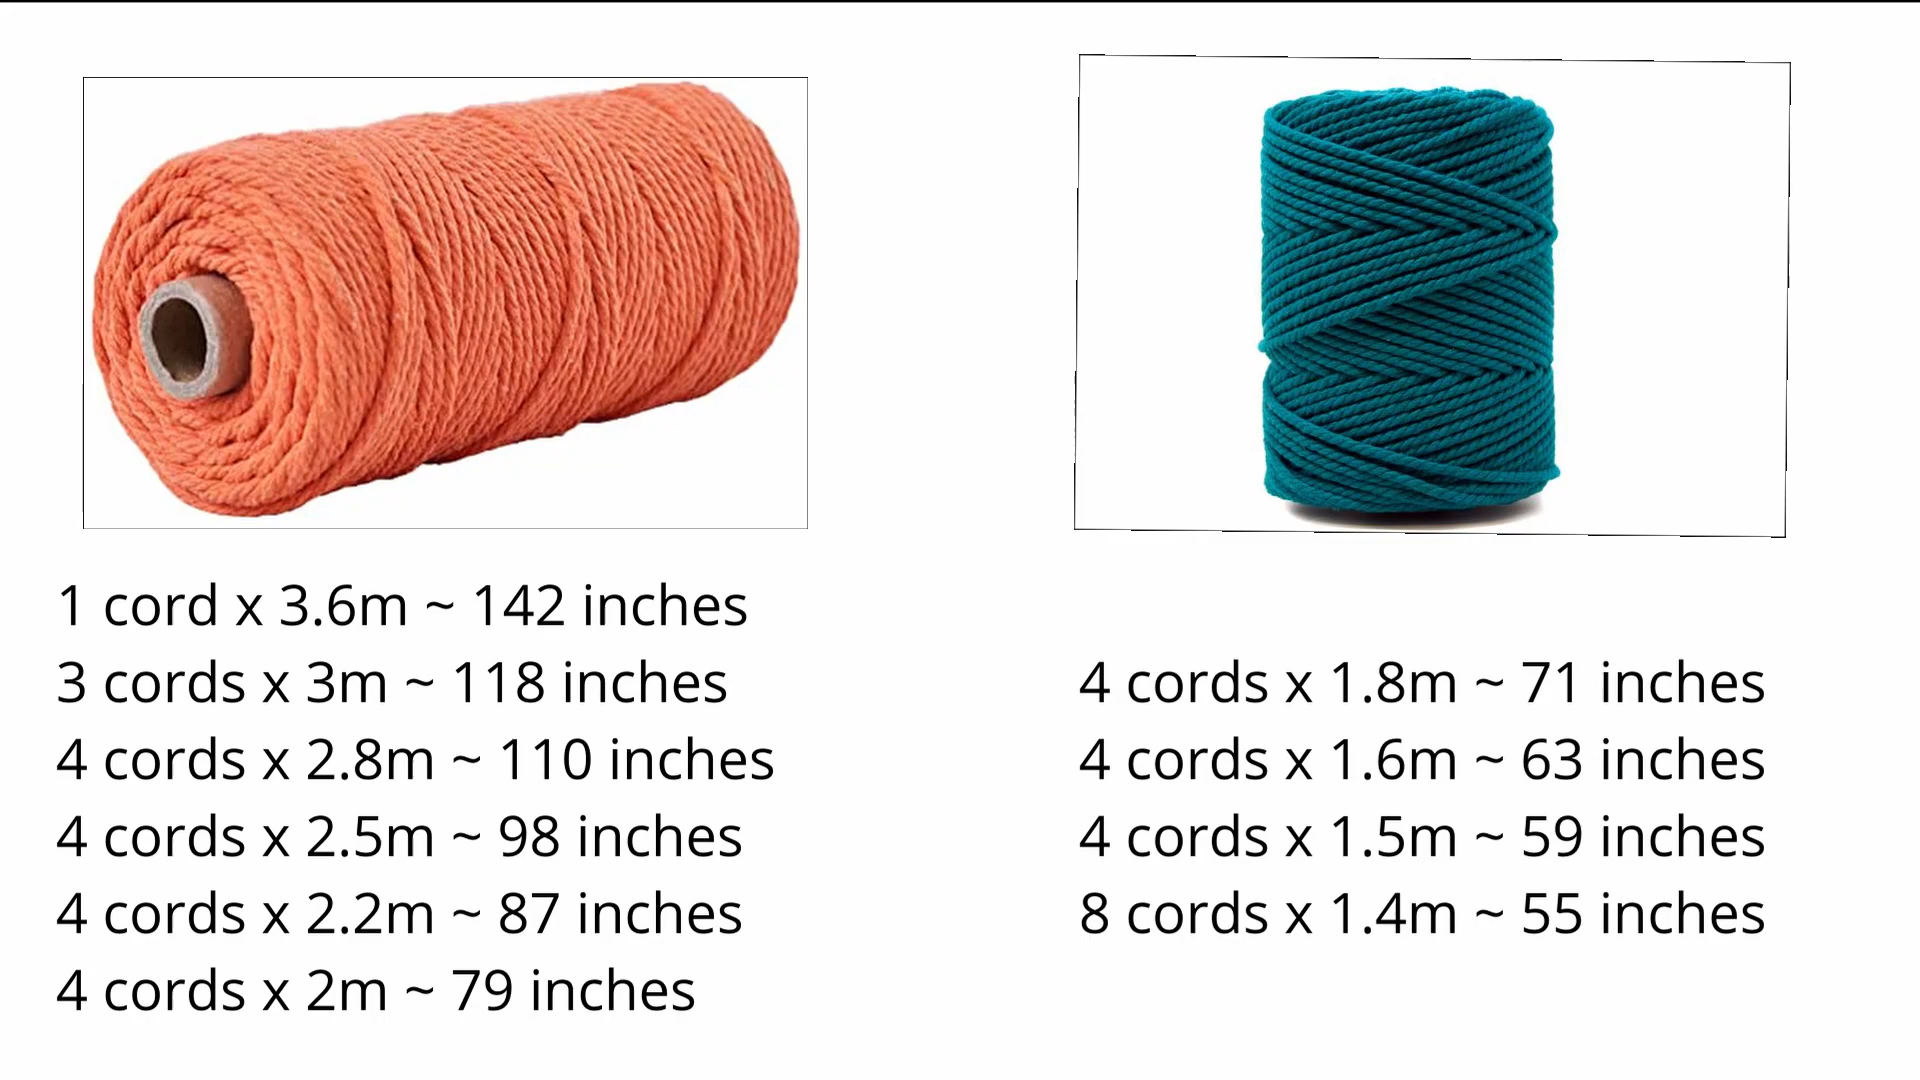 1 cord x 3.6m ~ 142 inches
3 cords x 3m ~ 118 inches
4 cords x 2.8m ~ 110 inches
4 cords x 2.5m ~ 98 inches
4 cords x 2.2m ~ 87 inches
4 cords x 2m ~ 79 inches
4 cords x 1.8m ~ 71 inches
4 cords x 1.6m ~ 63 inches
4 cords x 1.5m ~ 59 inches
8 cords x 1.4m ~ 55 inches